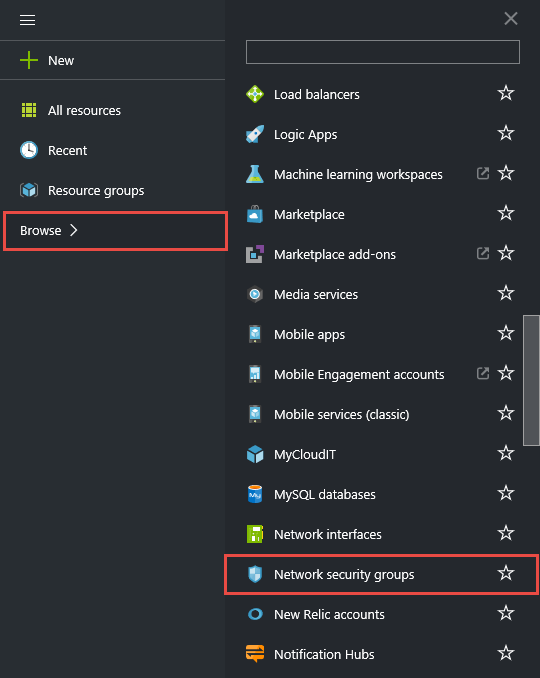 New
All resources
Recent
Resource groups
Browse
Load balancers
Logic Apps
Machine learning workspaces
Marketplace
Marketplace add-ons
Media services
Mobile apps
Mobile Engagement accounts
Mobile services (classic)
MyCloudIT
My
MySQL databases
Network interfaces
Network security groups
New Relic accounts
Notification Hubs